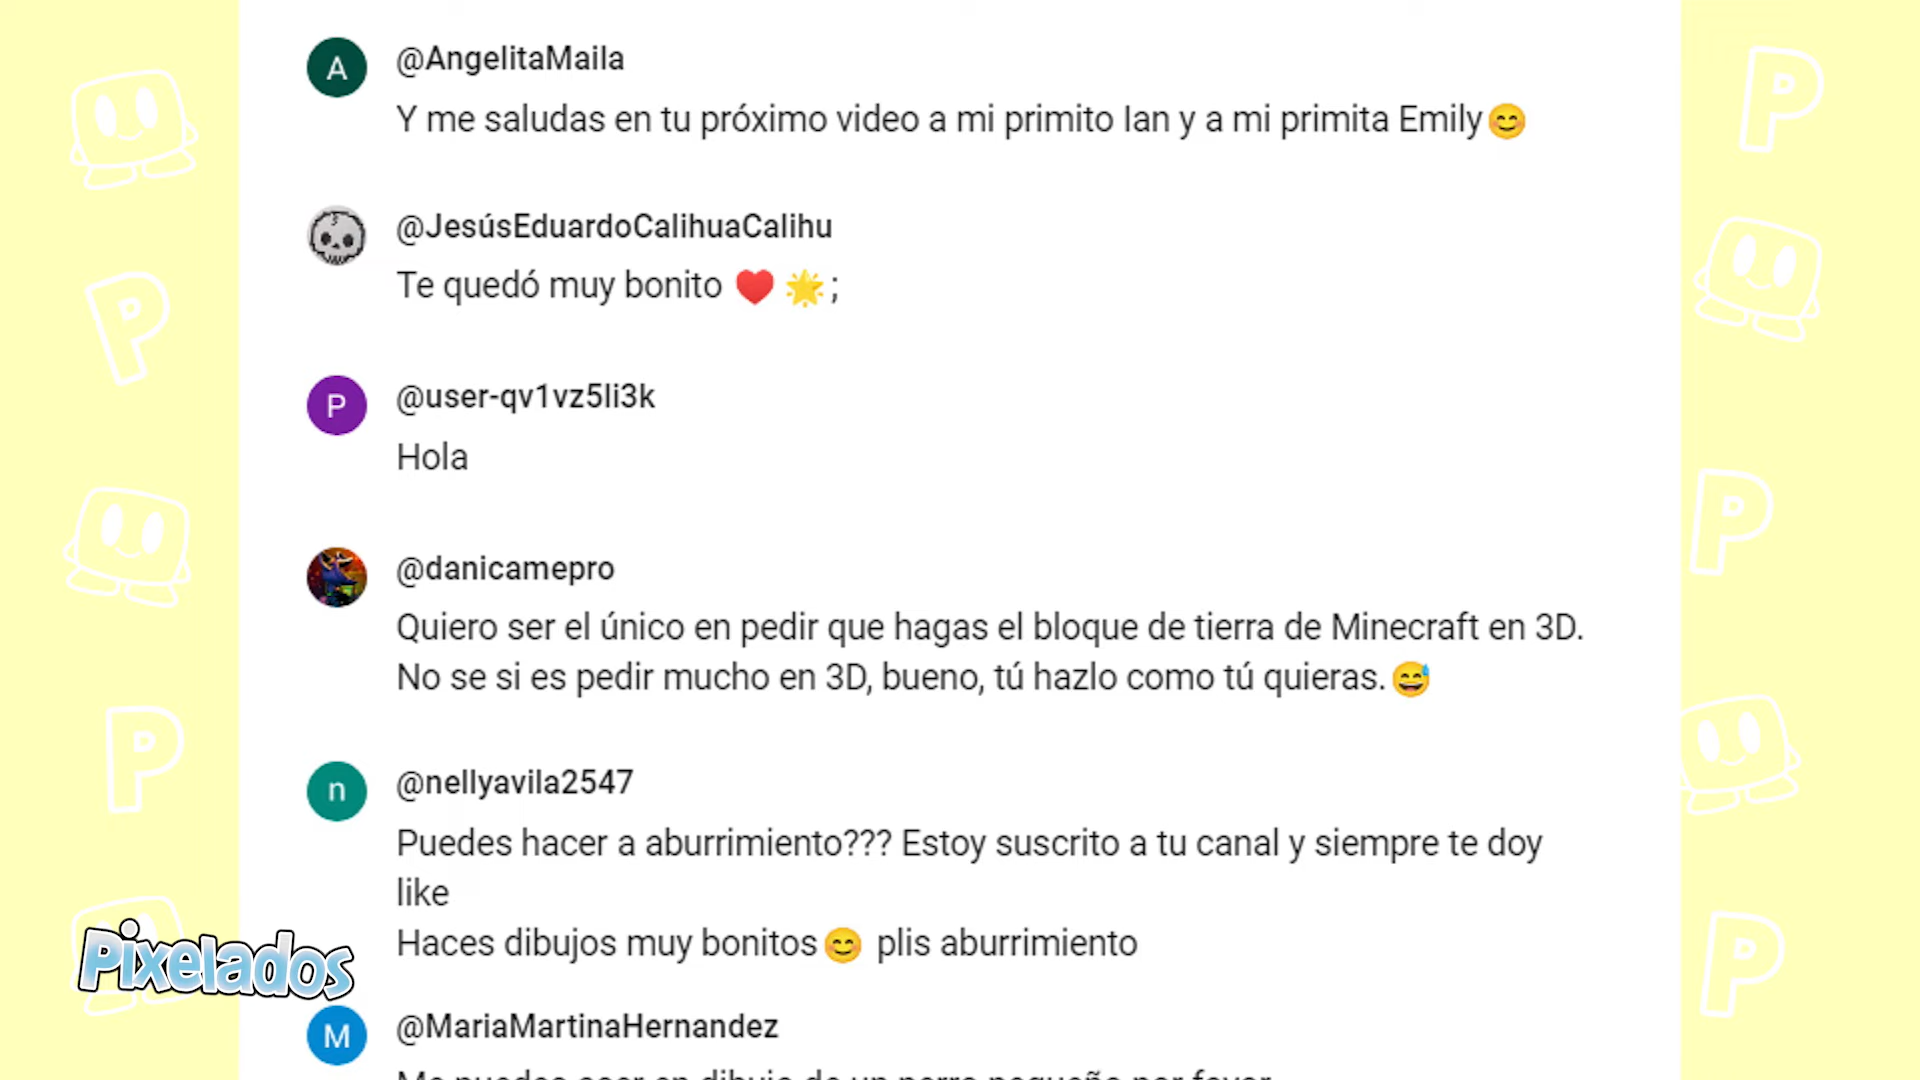 @AngelitaMaila
Y me saludas en tu próximo video a mi primito Ian y a mi primita Emily😊
@JesúsEduardoCalihuaCalihu
Te quedó muy bonito ❤️ 🌟;
@user-qv1vz5li3k
Hola
@danicamepro
Quiero ser el único en pedir que hagas el bloque de tierra de Minecraft en 3D.
No se si es pedir mucho en 3D, bueno, tú hazlo como tú quieras.😅
@nellyavila2547
Puedes hacer a aburrimiento??? Estoy suscrito a tu canal y siempre te doy
like
Haces dibujos muy bonitos😊 plis aburrimiento
Pixelados
@MariaMartinaHernandez